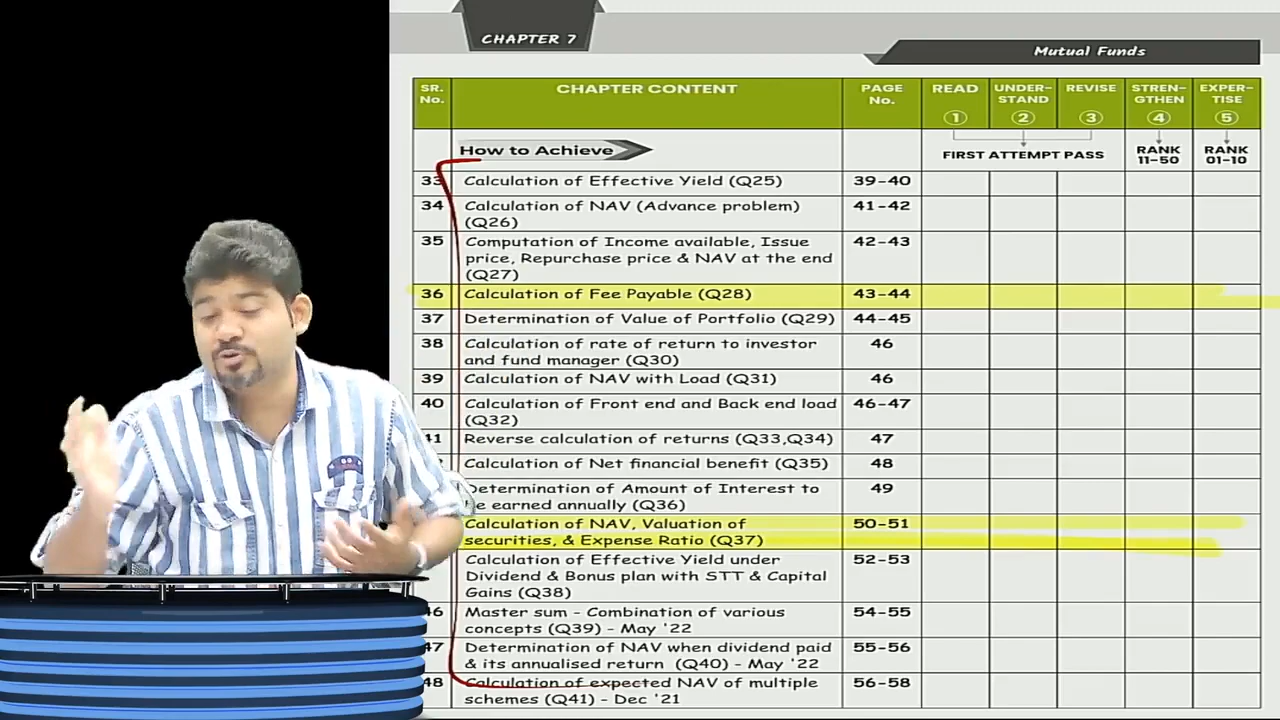 CHAPTER 7
Mutual Funds
SR. No. CHAPTER CONTENT PAGE No. READ UNDER-STAND REVISE STREN-GTHEN EXPER-TISE
1 2 3 4 5
How to Achieve FIRST ATTEMPT PASS RANK 11-50 RANK 01-10
33 Calculation of Effective Yield (Q25) 39-40
34 Calculation of NAV (Advance problem) 41-42
(Q26)
35 Computation of Income available, Issue 42-43
price, Repurchase price & NAV at the end
(Q27)
36 Calculation of Fee Payable (Q28) 43-44
37 Determination of Value of Portfolio (Q29) 44-45
38 Calculation of rate of return to investor 46
and fund manager (Q30)
39 Calculation of NAV with Load (Q31) 46
40 Calculation of Front end and Back end load 46-47
(Q32)
41 Reverse calculation of returns (Q33,Q34) 47
Calculation of Net financial benefit (Q35) 48
Determination of Amount of Interest to 49
be earned annually (Q36)
Calculation of NAV, Valuation of 50-51
securities, & Expense Ratio (Q37)
Calculation of Effective Yield under 52-53
Dividend & Bonus plan with STT & Capital
Gains (Q38)
46 Master sum - Combination of various 54-55
concepts (Q39) - May '22
47 Determination of NAV when dividend paid 55-56
& its annualised return (Q40) - May '22
48 Calculation of expected NAV of multiple 56-58
schemes (Q41) - Dec '21